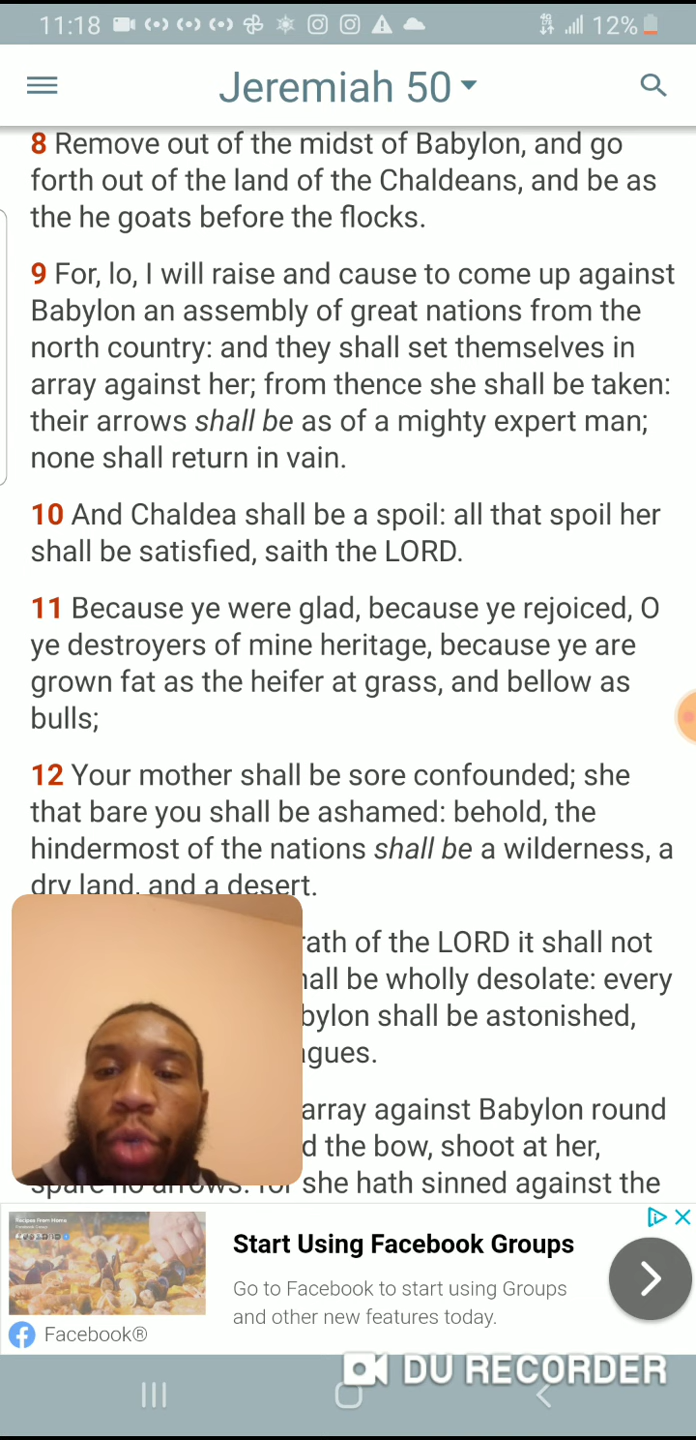 11:18
4G
12%
Jeremiah 50
8 Remove out of the midst of Babylon, and go
forth out of the land of the Chaldeans, and be as
the he goats before the flocks.
9 For, lo, I will raise and cause to come up against
Babylon an assembly of great nations from the
north country: and they shall set themselves in
array against her; from thence she shall be taken:
their arrows shall be as of a mighty expert man;
none shall return in vain.
10 And Chaldea shall be a spoil: all that spoil her
shall be satisfied, saith the LORD.
11 Because ye were glad, because ye rejoiced, O
ye destroyers of mine heritage, because ye are
grown fat as the heifer at grass, and bellow as
bulls;
12 Your mother shall be sore confounded; she
that bare you shall be ashamed: behold, the
hindermost of the nations shall be a wilderness, a
dry land, and a desert.
rath of the LORD it shall not
hall be wholly desolate: every
bylon shall be astonished,
agues.
array against Babylon round
d the bow, shoot at her,
spare no arrows: for she hath sinned against the
Recipes From Home
Start Using Facebook Groups
Go to Facebook to start using Groups
and other new features today.
Facebook®
DU RECORDER